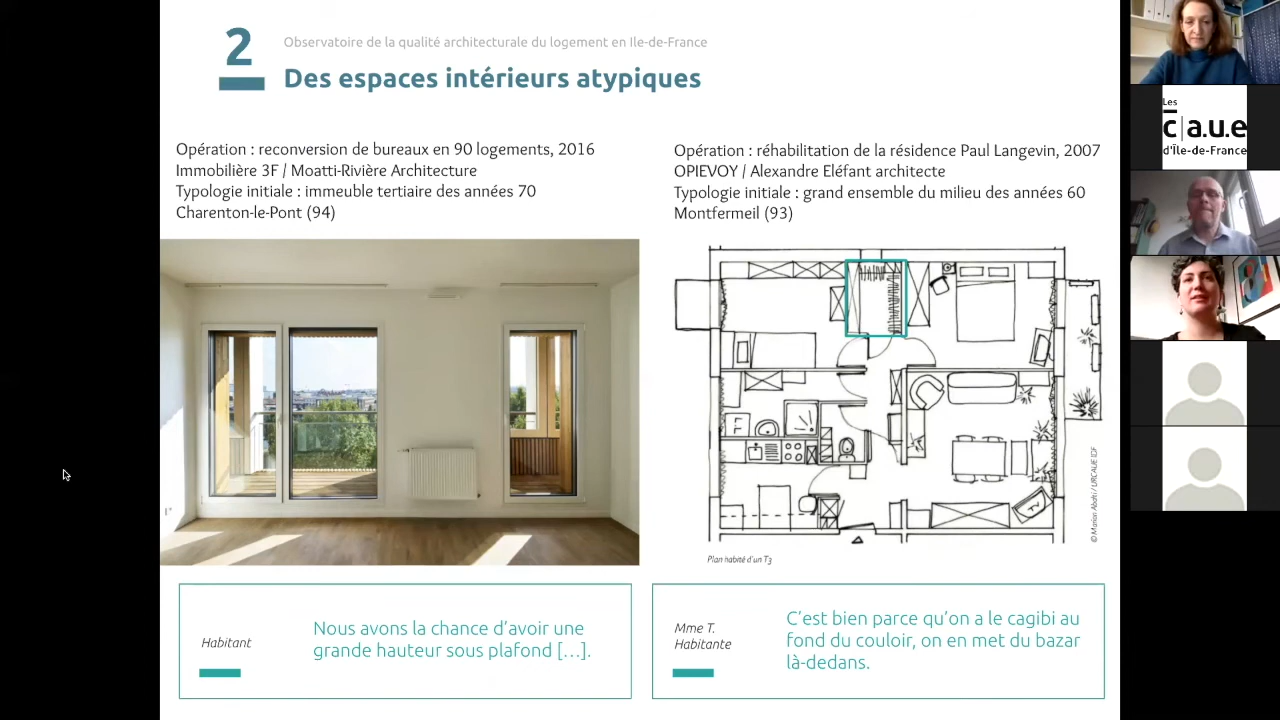 2
Observatoire de la qualité architecturale du logement en Ile-de-France
Des espaces intérieurs atypiques
Opération : reconversion de bureaux en 90 logements, 2016
Immobilière 3F / Moatti-Rivière Architecture
Typologie initiale : immeuble tertiaire des années 70
Charenton-le-Pont (94)
Opération : réhabilitation de la résidence Paul Langevin, 2007
OPIEVOY / Alexandre Eléfant architecte
Typologie initiale : grand ensemble du milieu des années 60
Montfermeil (93)
TV
© Marion Abahi / URCAUE IDF
Plan habité d'un T3
Habitant
Nous avons la chance d'avoir une
grande hauteur sous plafond [...].
Mme T.
Habitante
C'est bien parce qu'on a le cagibi au
fond du couloir, on en met du bazar
là-dedans.
Les
c|a.u.e
d'Île-de-France